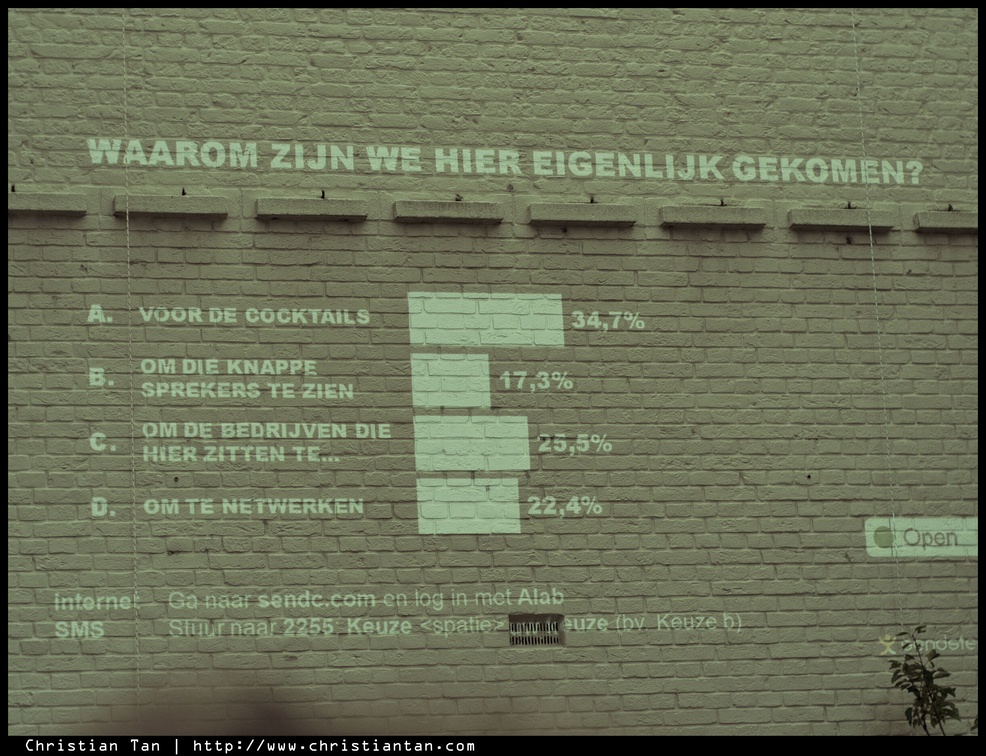 WAAROM ZIJN WE HIER EIGENLIJK GEKOMEN?
A. VOOR DE COCKTAILS 34,7%
B. OM DIE KNAPPE
SPREKERS TE ZIEN 17,3%
C. OM DE BEDRIJVEN DIE
HIER ZITTEN TE... 25,5%
D. OM TE NETWERKEN 22,4%
Open
internet Ga naar sendc.com en log in met Alab
SMS Stuur naar 2255: Keuze <spatie> keuze (bv. Keuze b)
Christian Tan | http://www.christiantan.com